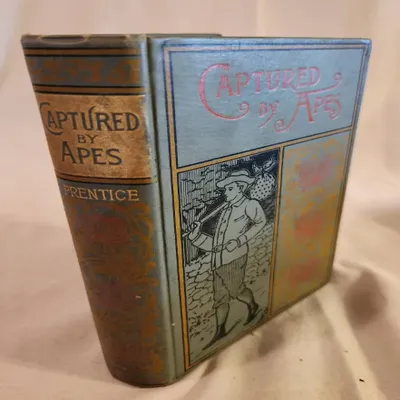 CAPTURED
BY
APES
PRENTICE
CAPTURED
BY APES